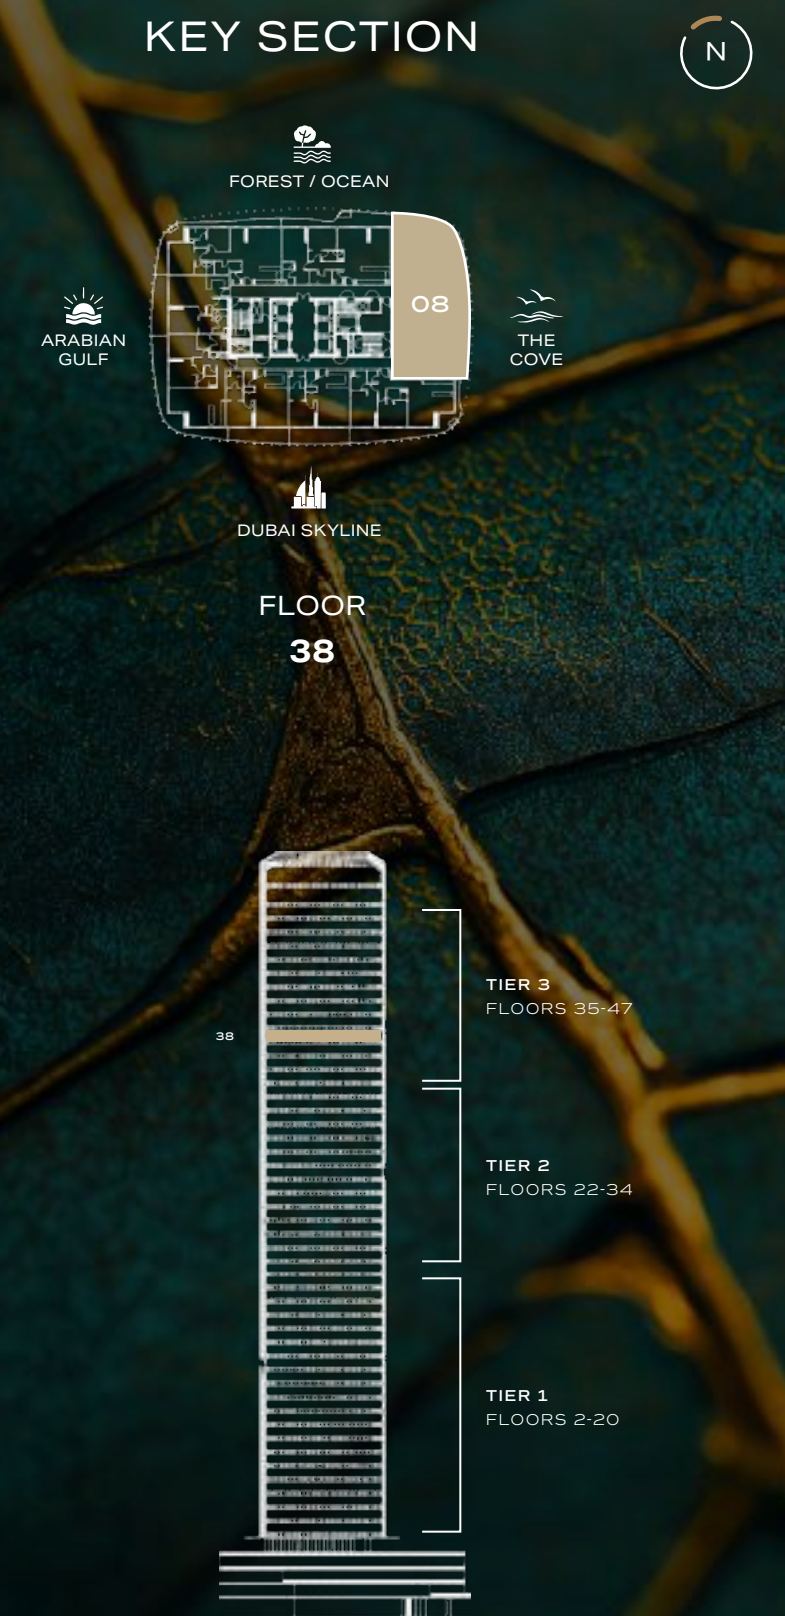 KEY SECTION
N
FOREST / OCEAN
08
ARABIAN
GULF
THE
COVE
DUBAI SKYLINE
FLOOR
38
TIER 3
FLOORS 35-47
38
TIER 2
FLOORS 22-34
TIER 1
FLOORS 2-20